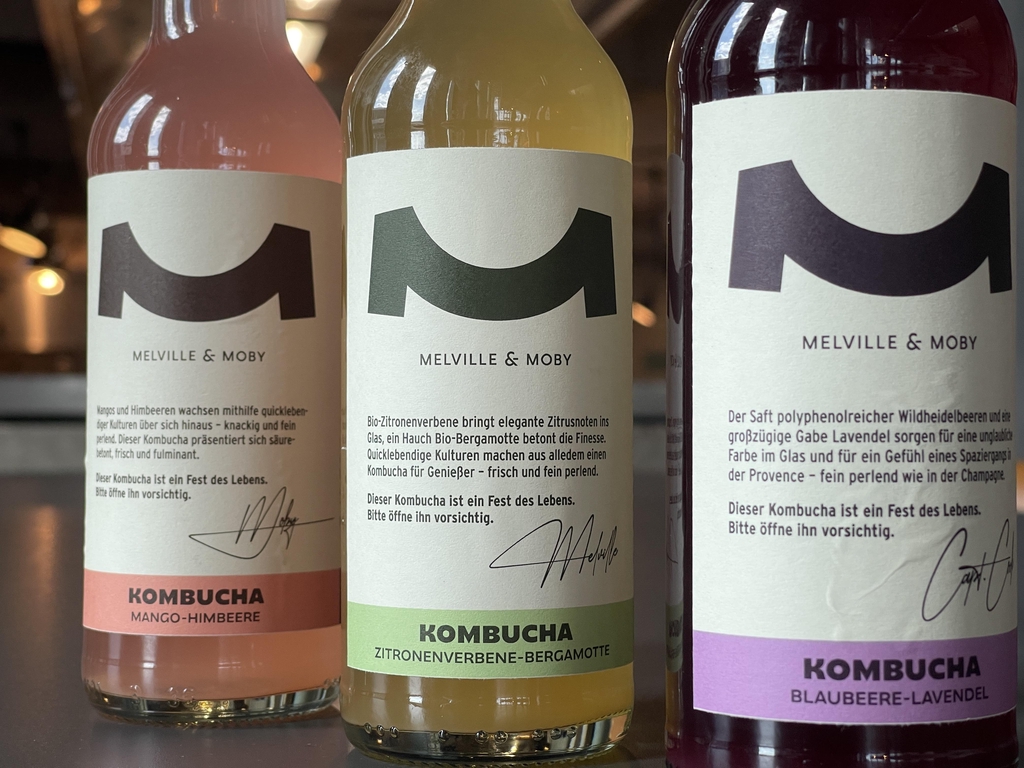 MELVILLE & MOBY
Mangos und Himbeeren wachsen mithilfe quickleben-
diger Kulturen über sich hinaus – knackig und fein
perlend. Dieser Kombucha präsentiert sich säure-
betont, frisch und fulminant.
Dieser Kombucha ist ein Fest des Lebens.
Bitte öffne ihn vorsichtig.
Moby
KOMBUCHA
MANGO-HIMBEERE
MELVILLE & MOBY
Bio-Zitronenverbene bringt elegante Zitrusnoten ins
Glas, ein Hauch Bio-Bergamotte betont die Finesse.
Quicklebendige Kulturen machen aus alledem einen
Kombucha für Genießer – frisch und fein perlend.
Dieser Kombucha ist ein Fest des Lebens.
Bitte öffne ihn vorsichtig.
Melville
KOMBUCHA
ZITRONENVERBENE-BERGAMOTTE
MELVILLE & MOBY
Der Saft polyphenolreicher Wildheidelbeeren und eine
großzügige Gabe Lavendel sorgen für eine unglaubliche
Farbe im Glas und für ein Gefühl eines Spaziergangs in
der Provence – fein perlend wie in der Champagne.
Dieser Kombucha ist ein Fest des Lebens.
Bitte öffne ihn vorsichtig.
Capt.
KOMBUCHA
BLAUBEERE-LAVENDEL